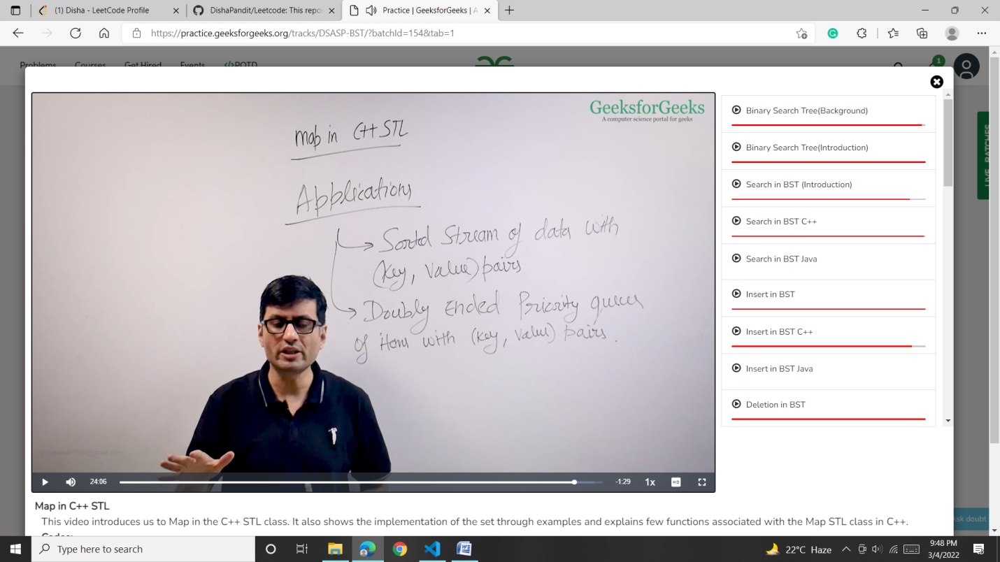 (1) Disha - LeetCode Profile
DishaPandit/Leetcode: This repos
Practice | GeeksforGeeks | A
https://practice.geeksforgeeks.org/tracks/DSASP-BST/?batchId=154&tab=1
Problems Courses Get Hired Events </>POTD
1
LIVE BATCHES
GeeksforGeeks
A computer science portal for geeks
map in C++ STL
Applications
Sorted Stream of data with
(Key, Value) pairs
Doubly Ended Priority queue
of items with (key, value) pairs.
24:06
-1:29
1x
HD
Binary Search Tree(Background)
Binary Search Tree(Introduction)
Search in BST (Introduction)
Search in BST C++
Search in BST Java
Insert in BST
Insert in BST C++
Insert in BST Java
Deletion in BST
Map in C++ STL
This video introduces us to Map in the C++ STL class. It also shows the implementation of the set through examples and explains few functions associated with the Map STL class in C++.
Codes:
Ask doubt
Type here to search
22°C Haze
9:48 PM
3/4/2022